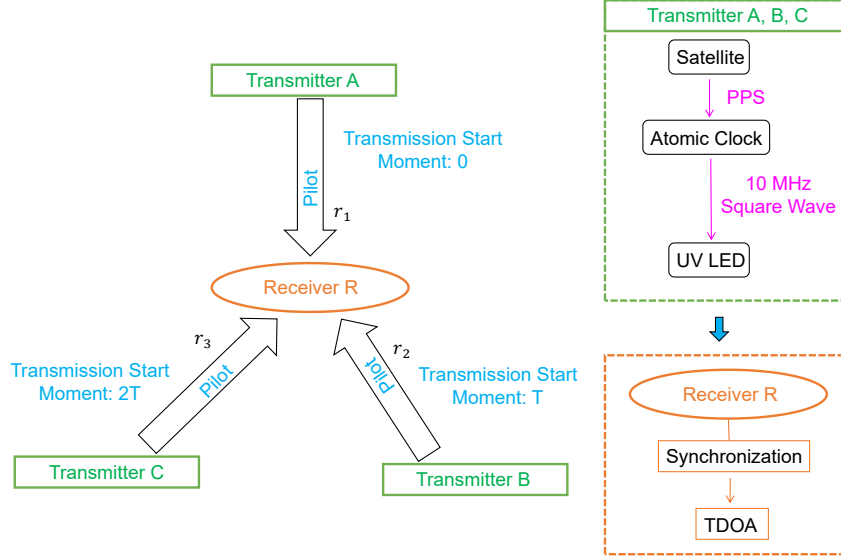 Transmitter A
Transmission Start
Moment: 0
Pilot
r₁
Receiver R
r₃
Transmission Start
Moment: 2T
Pilot
r₂
Transmission Start
Moment: T
Pilot
Transmitter C
Transmitter B
Transmitter A, B, C
Satellite
PPS
Atomic Clock
10 MHz
Square Wave
UV LED
Receiver R
Synchronization
TDOA